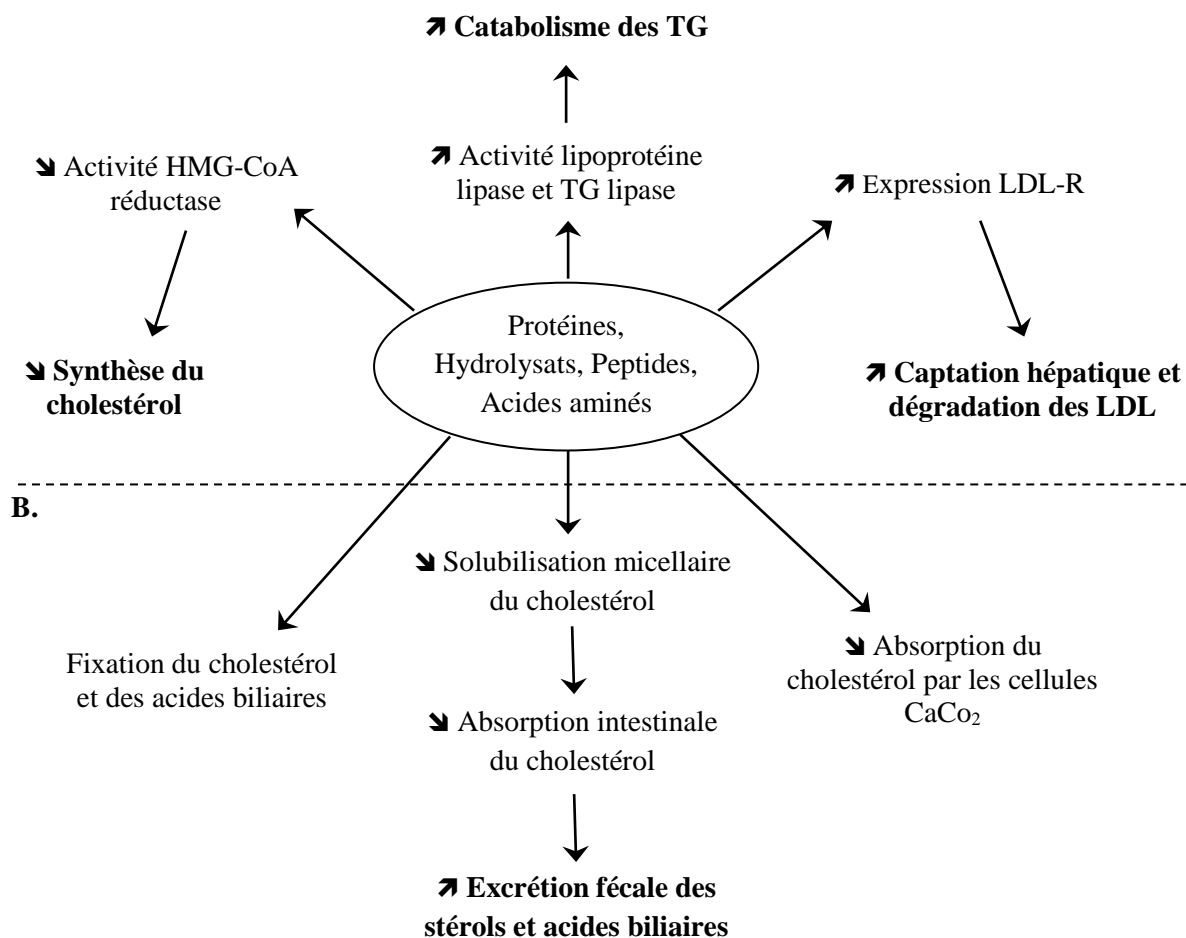 ↗ Catabolisme des TG
↘ Activité HMG-CoA
réductase
↗ Activité lipoprotéine
lipase et TG lipase
↗ Expression LDL-R
Protéines,
Hydrolysats, Peptides,
Acides aminés
↘ Synthèse du
cholestérol
↗ Captation hépatique et
dégradation des LDL
B.
↘ Solubilisation micellaire
du cholestérol
Fixation du cholestérol
et des acides biliaires
↘ Absorption du
cholestérol par les cellules
CaCo₂
↘ Absorption intestinale
du cholestérol
↗ Excrétion fécale des
stérols et acides biliaires